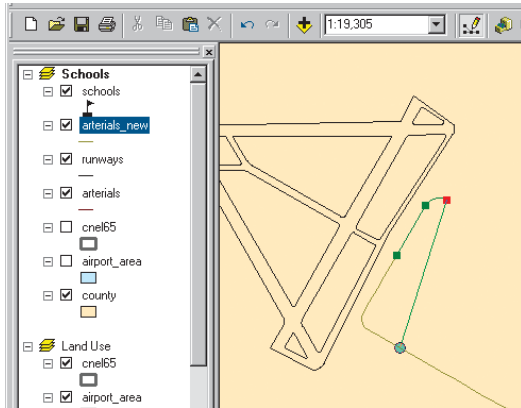 1:19,305
Schools
schools
arterials_new
runways
arterials
cnel65
airport_area
county
Land Use
cnel65
airport_area